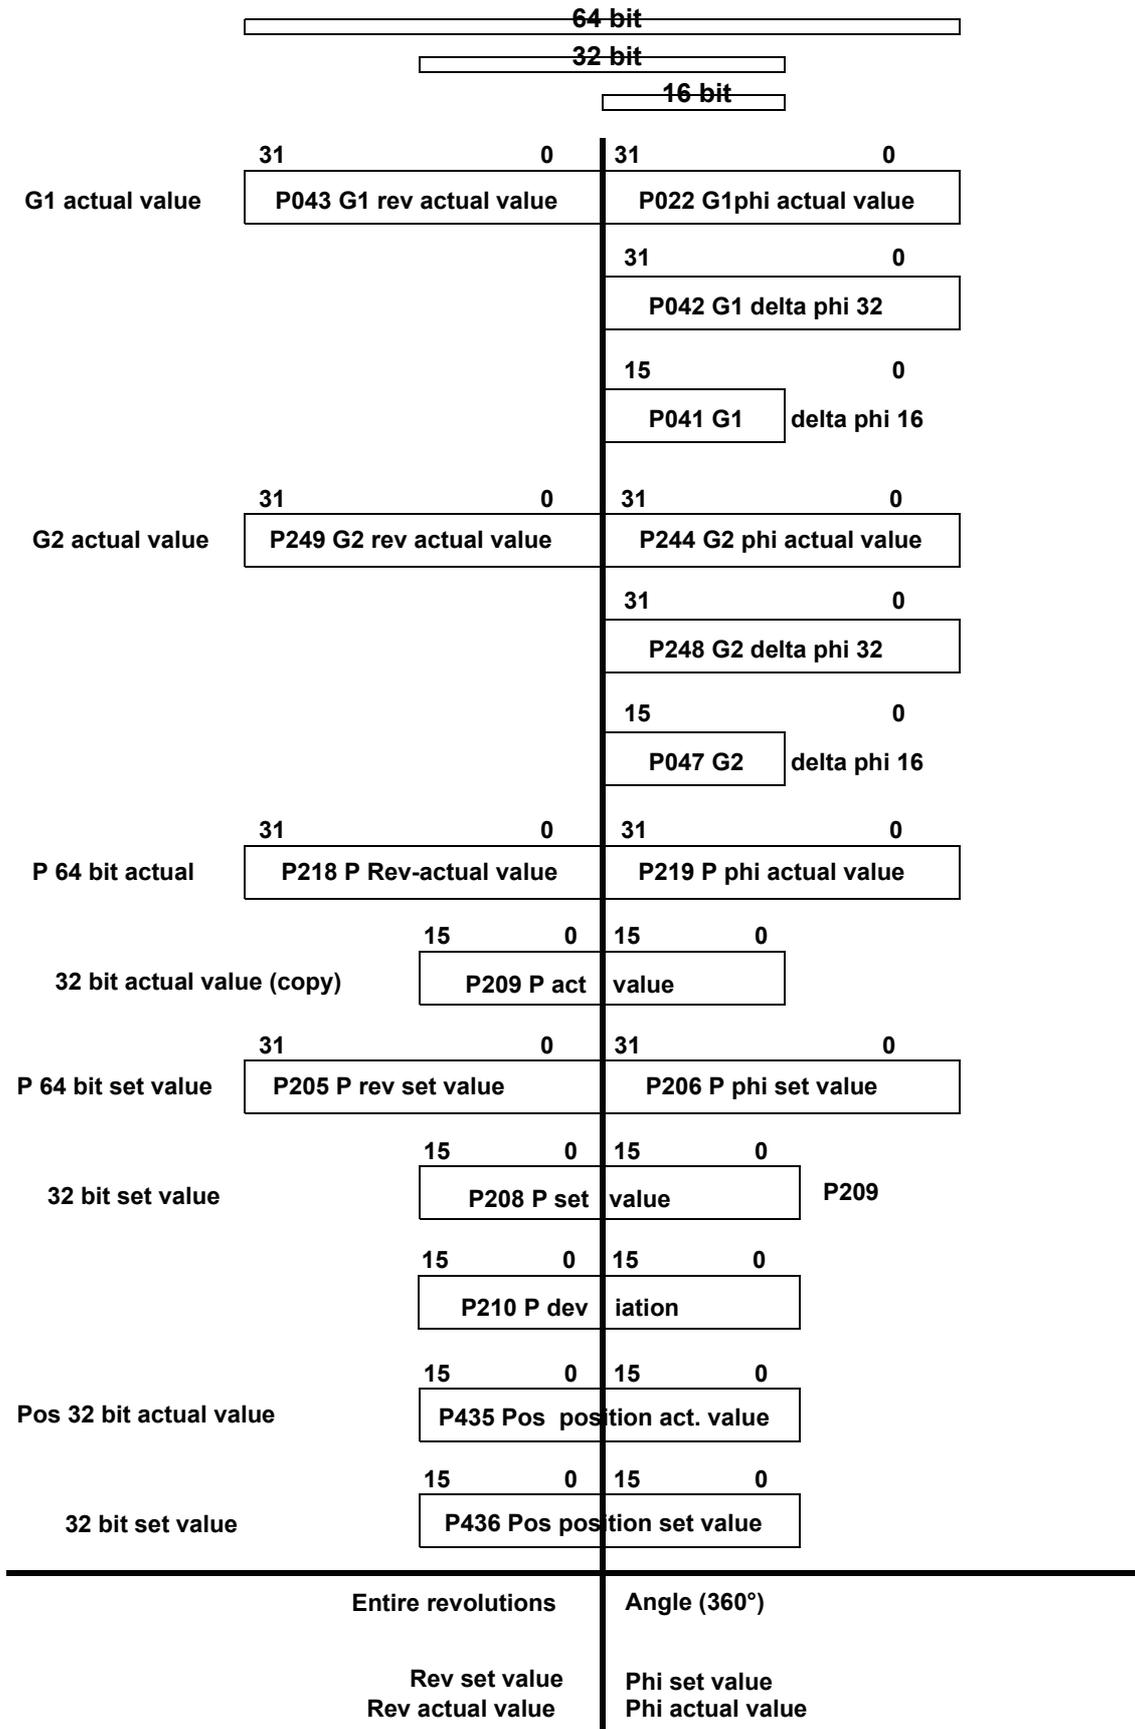 64 bit
32 bit
16 bit
31 0 31 0
G1 actual value P043 G1 rev actual value P022 G1phi actual value
31 0
P042 G1 delta phi 32
15 0
P041 G1 delta phi 16
31 0 31 0
G2 actual value P249 G2 rev actual value P244 G2 phi actual value
31 0
P248 G2 delta phi 32
15 0
P047 G2 delta phi 16
31 0 31 0
P 64 bit actual P218 P Rev-actual value P219 P phi actual value
15 0 15 0
32 bit actual value (copy) P209 P act value
31 0 31 0
P 64 bit set value P205 P rev set value P206 P phi set value
15 0 15 0
32 bit set value P208 P set value P209
15 0 15 0
P210 P dev iation
15 0 15 0
Pos 32 bit actual value P435 Pos position act. value
15 0 15 0
32 bit set value P436 Pos position set value
Entire revolutions Angle (360°)
Rev set value Phi set value
Rev actual value Phi actual value